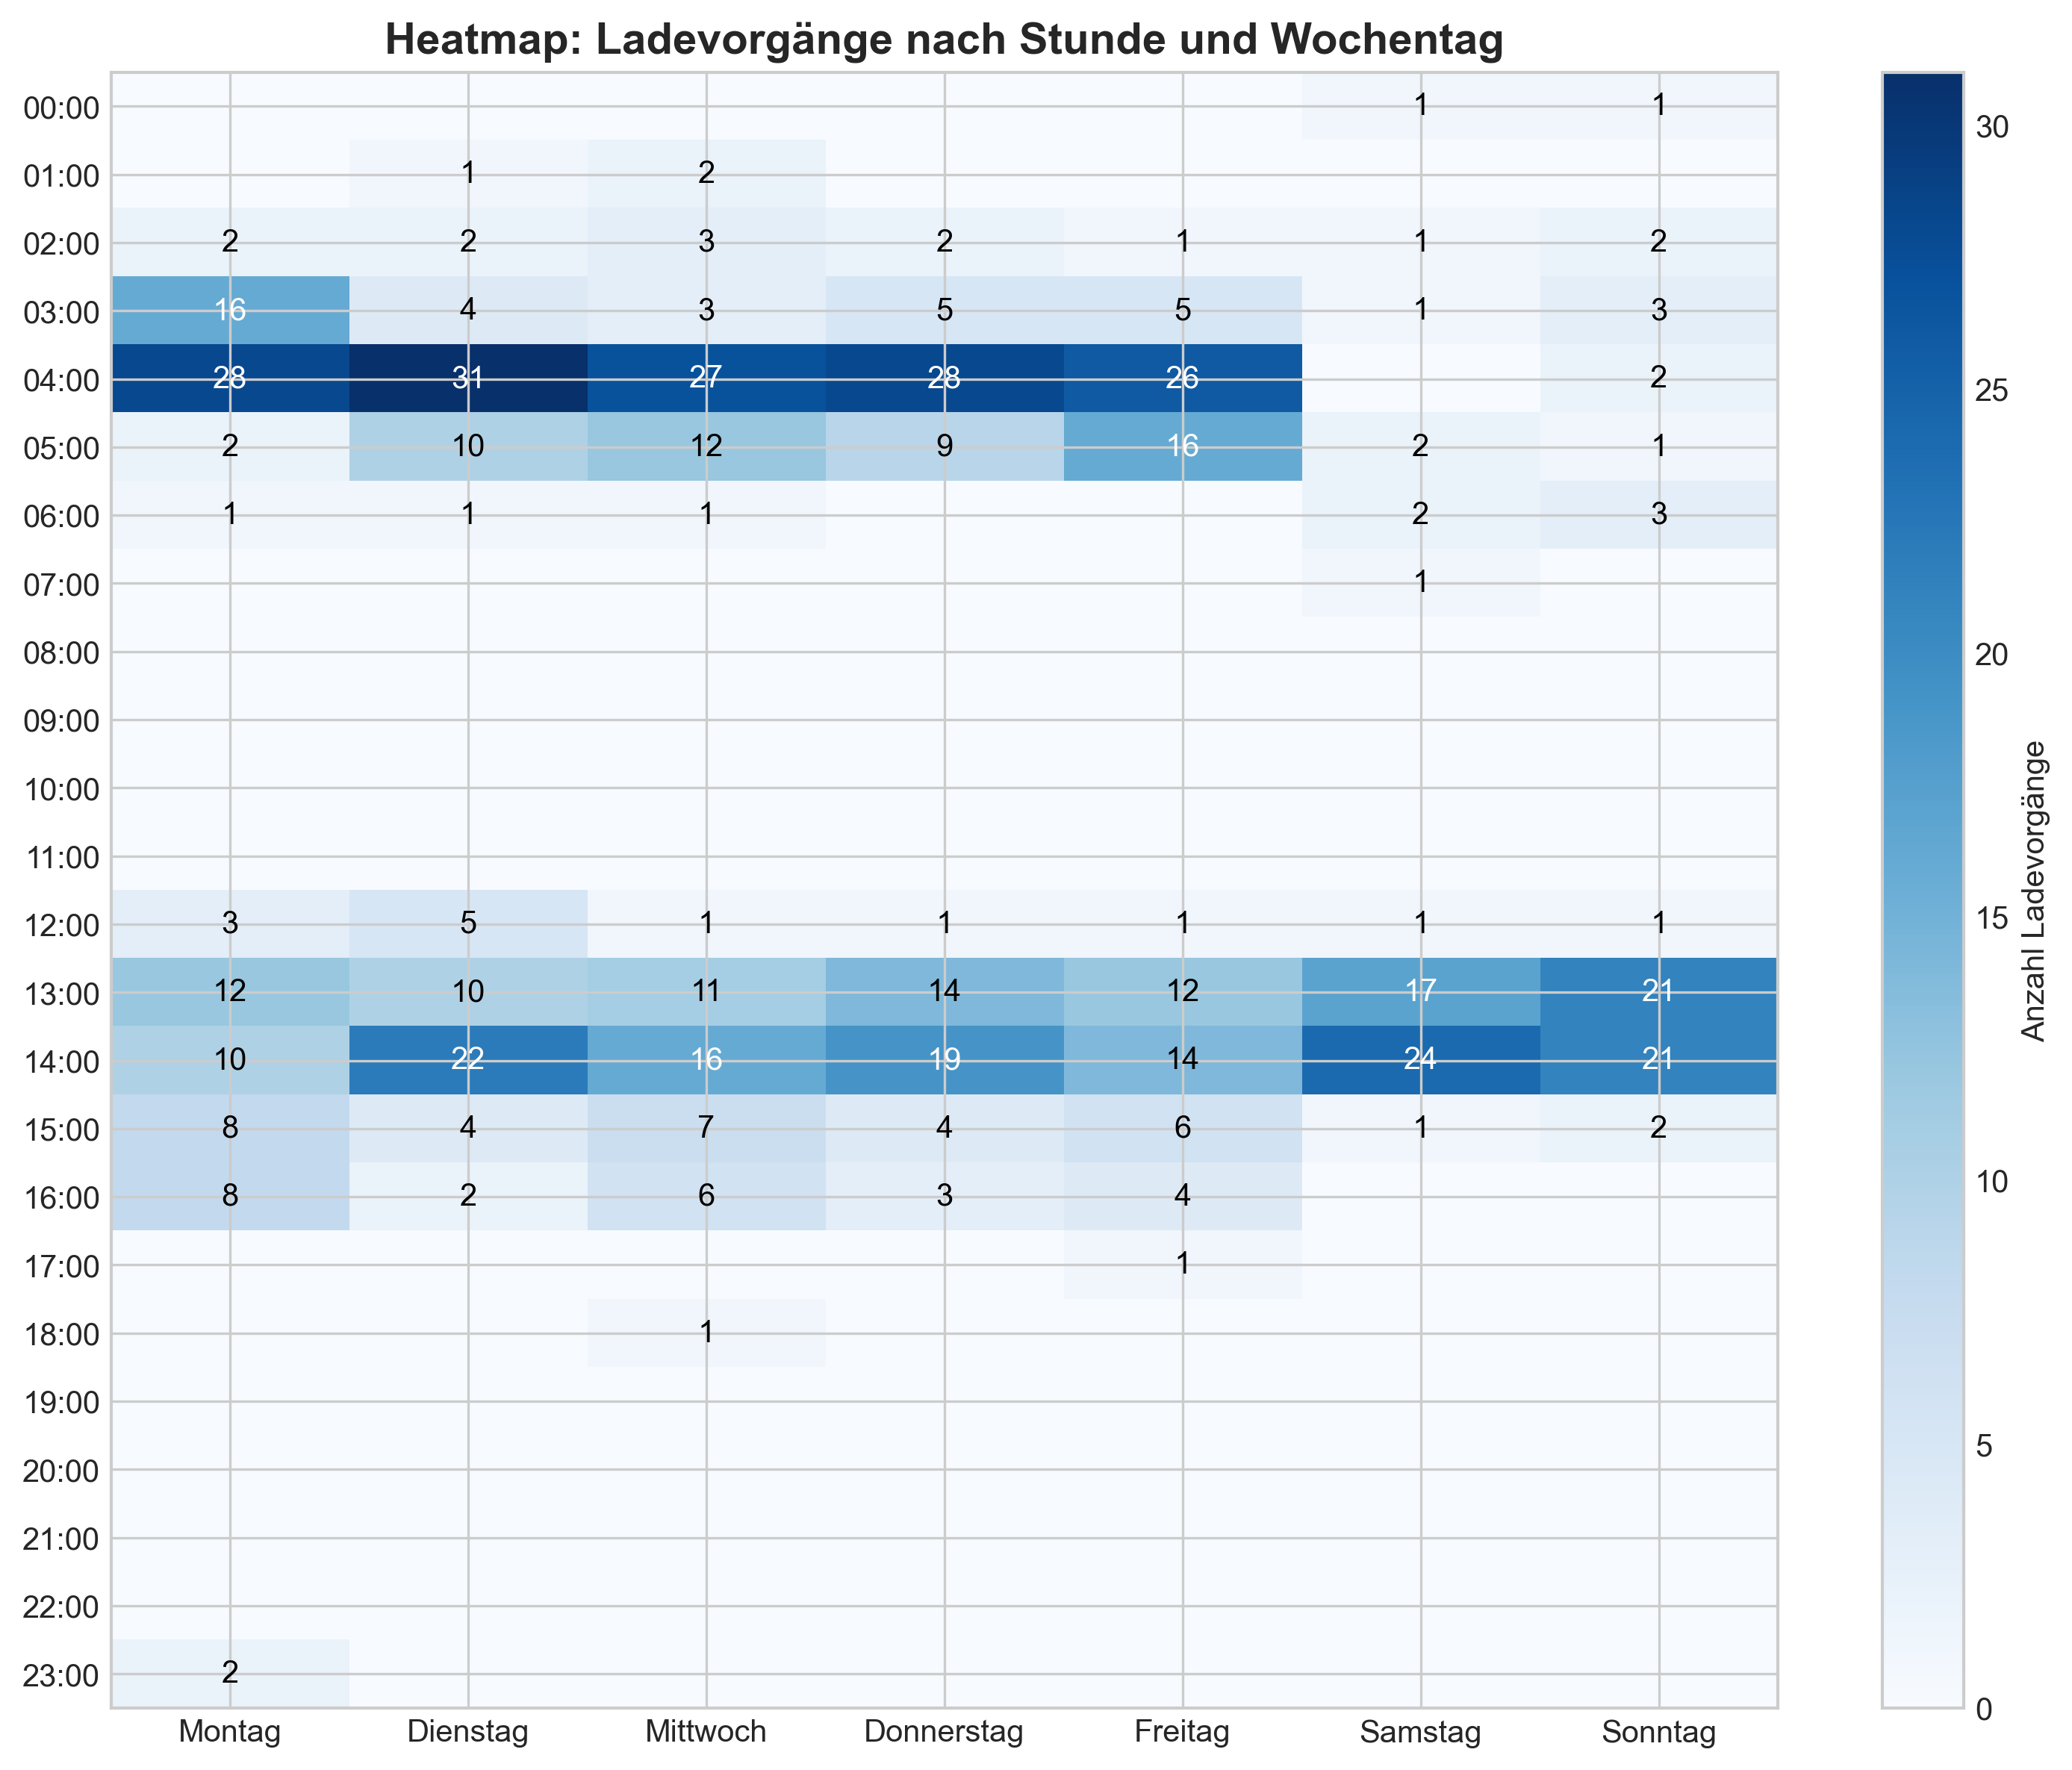 Heatmap: Ladevorgänge nach Stunde und Wochentag
00:00 1 1
01:00 1 2
02:00 2 2 3 2 1 1 2
03:00 16 4 3 5 5 1 3
04:00 28 31 27 28 26 2
05:00 2 10 12 9 16 2 1
06:00 1 1 1 2 3
07:00 1
08:00
09:00
10:00
11:00
12:00 3 5 1 1 1 1 1
13:00 12 10 11 14 12 17 21
14:00 10 22 16 19 14 24 21
15:00 8 4 7 4 6 1 2
16:00 8 2 6 3 4
17:00 1
18:00 1
19:00
20:00
21:00
22:00
23:00 2
Montag Dienstag Mittwoch Donnerstag Freitag Samstag Sonntag
30
25
20
15
10
5
0
Anzahl Ladevorgänge